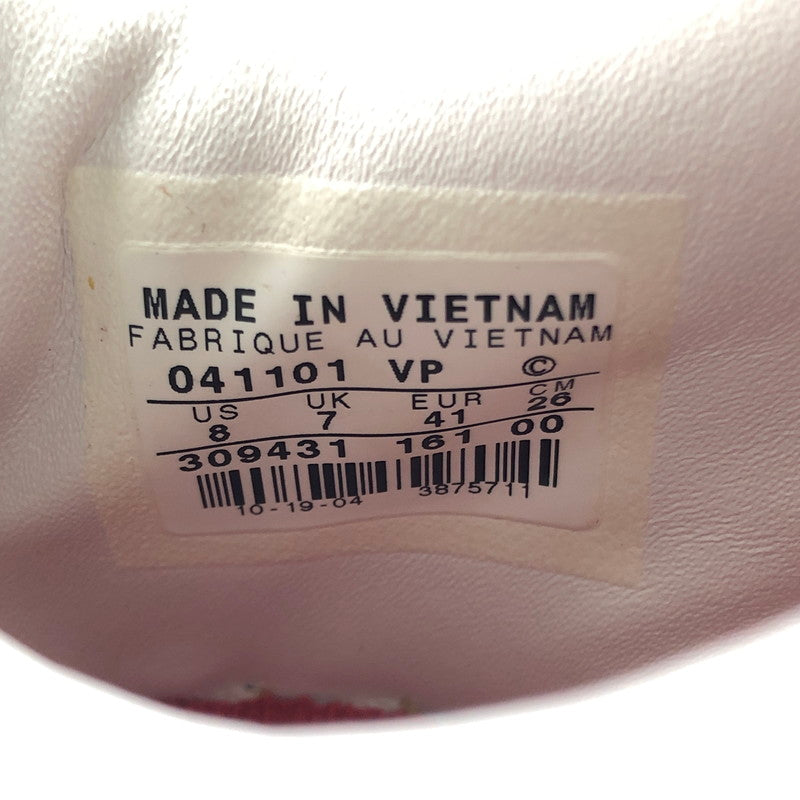 MADE IN VIETNAM
FABRIQUE AU VIETNAM
041101 VP ©
US UK EUR CM
8 7 41 26
309431 161 00
10-19-04 3875711